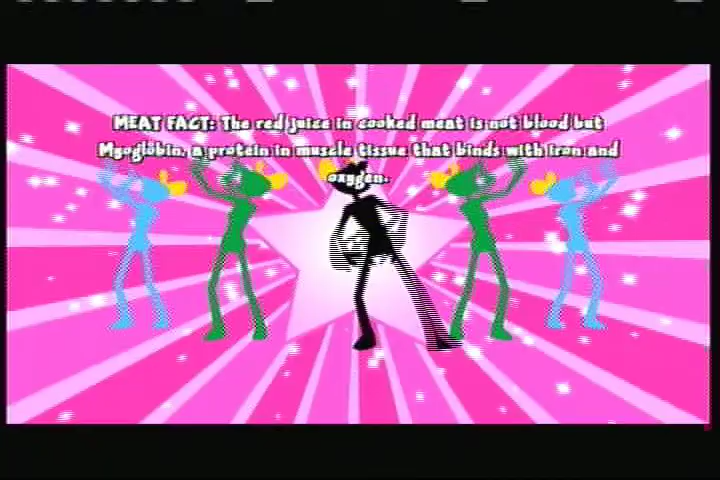 MEAT FACT: The red juice in cooked meat is not blood but
Myoglobin, a protein in muscle tissue that binds with iron and
oxygen.